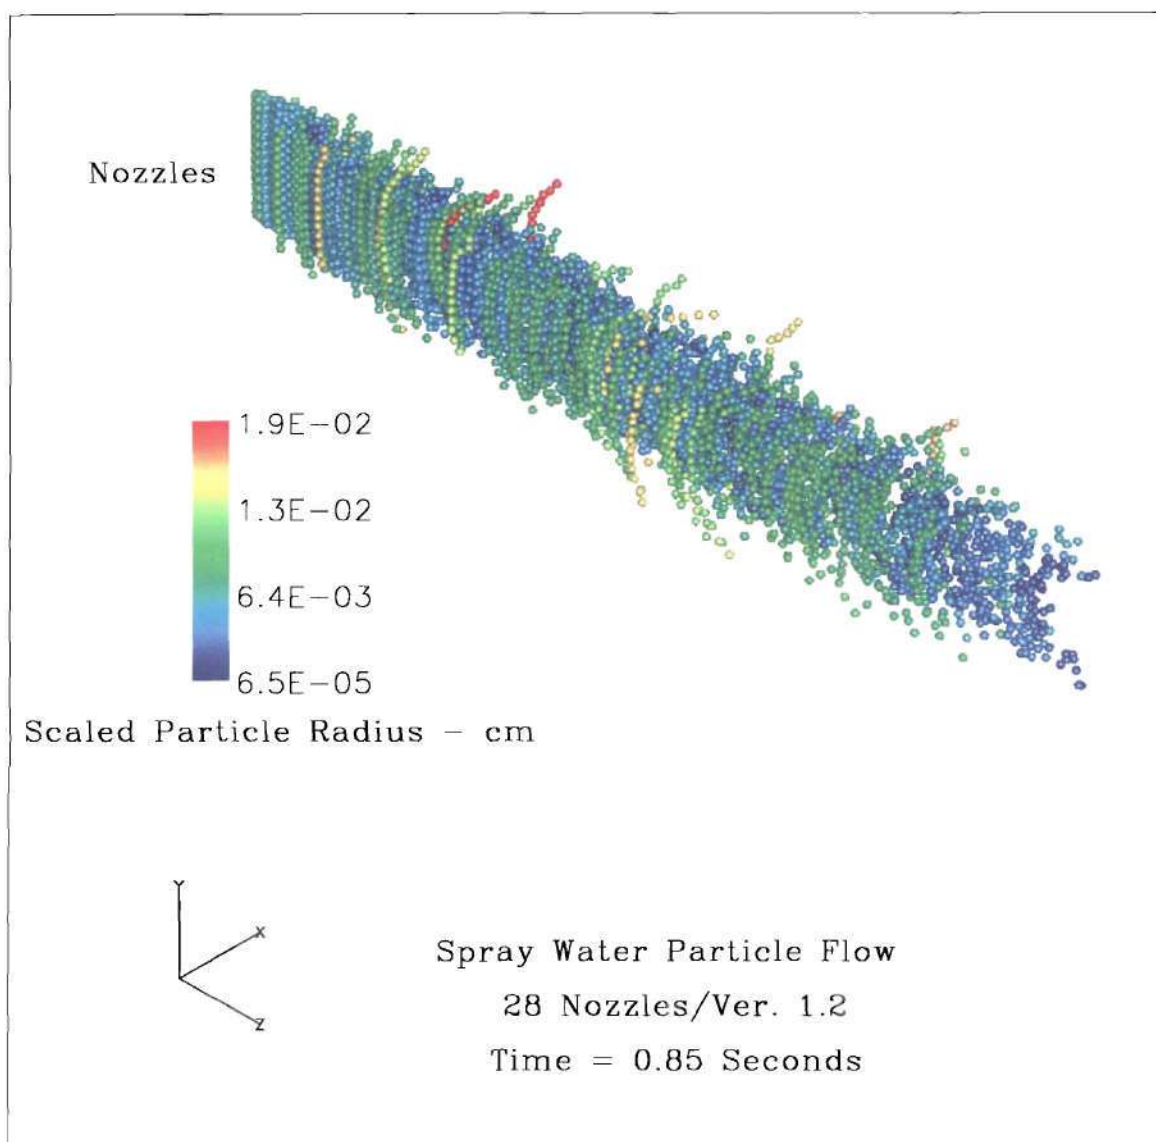 Nozzles
1.9E-02
1.3E-02
6.4E-03
6.5E-05
Scaled Particle Radius - cm
Y
X
Z
Spray Water Particle Flow
28 Nozzles/Ver. 1.2
Time = 0.85 Seconds